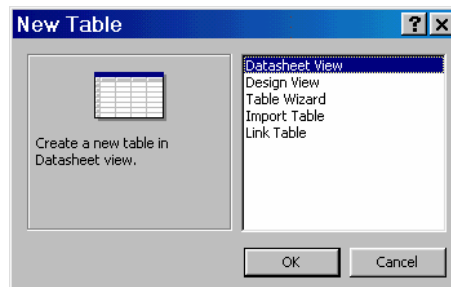 New Table
Create a new table in
Datasheet view.
Datasheet View
Design View
Table Wizard
Import Table
Link Table
OK
Cancel